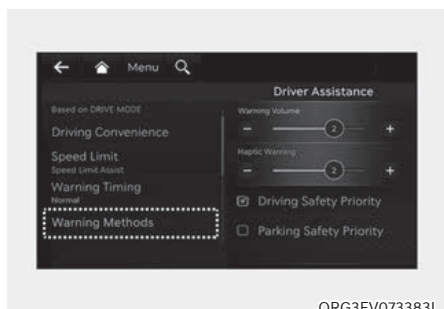 Menu
Driver Assistance
Based on DRIVE MODE
Driving Convenience
Speed Limit
Speed Limit Assist
Warning Timing
Normal
Warning Methods
Warning Volume
- 2 +
Haptic Warning
- 2 +
Driving Safety Priority
Parking Safety Priority